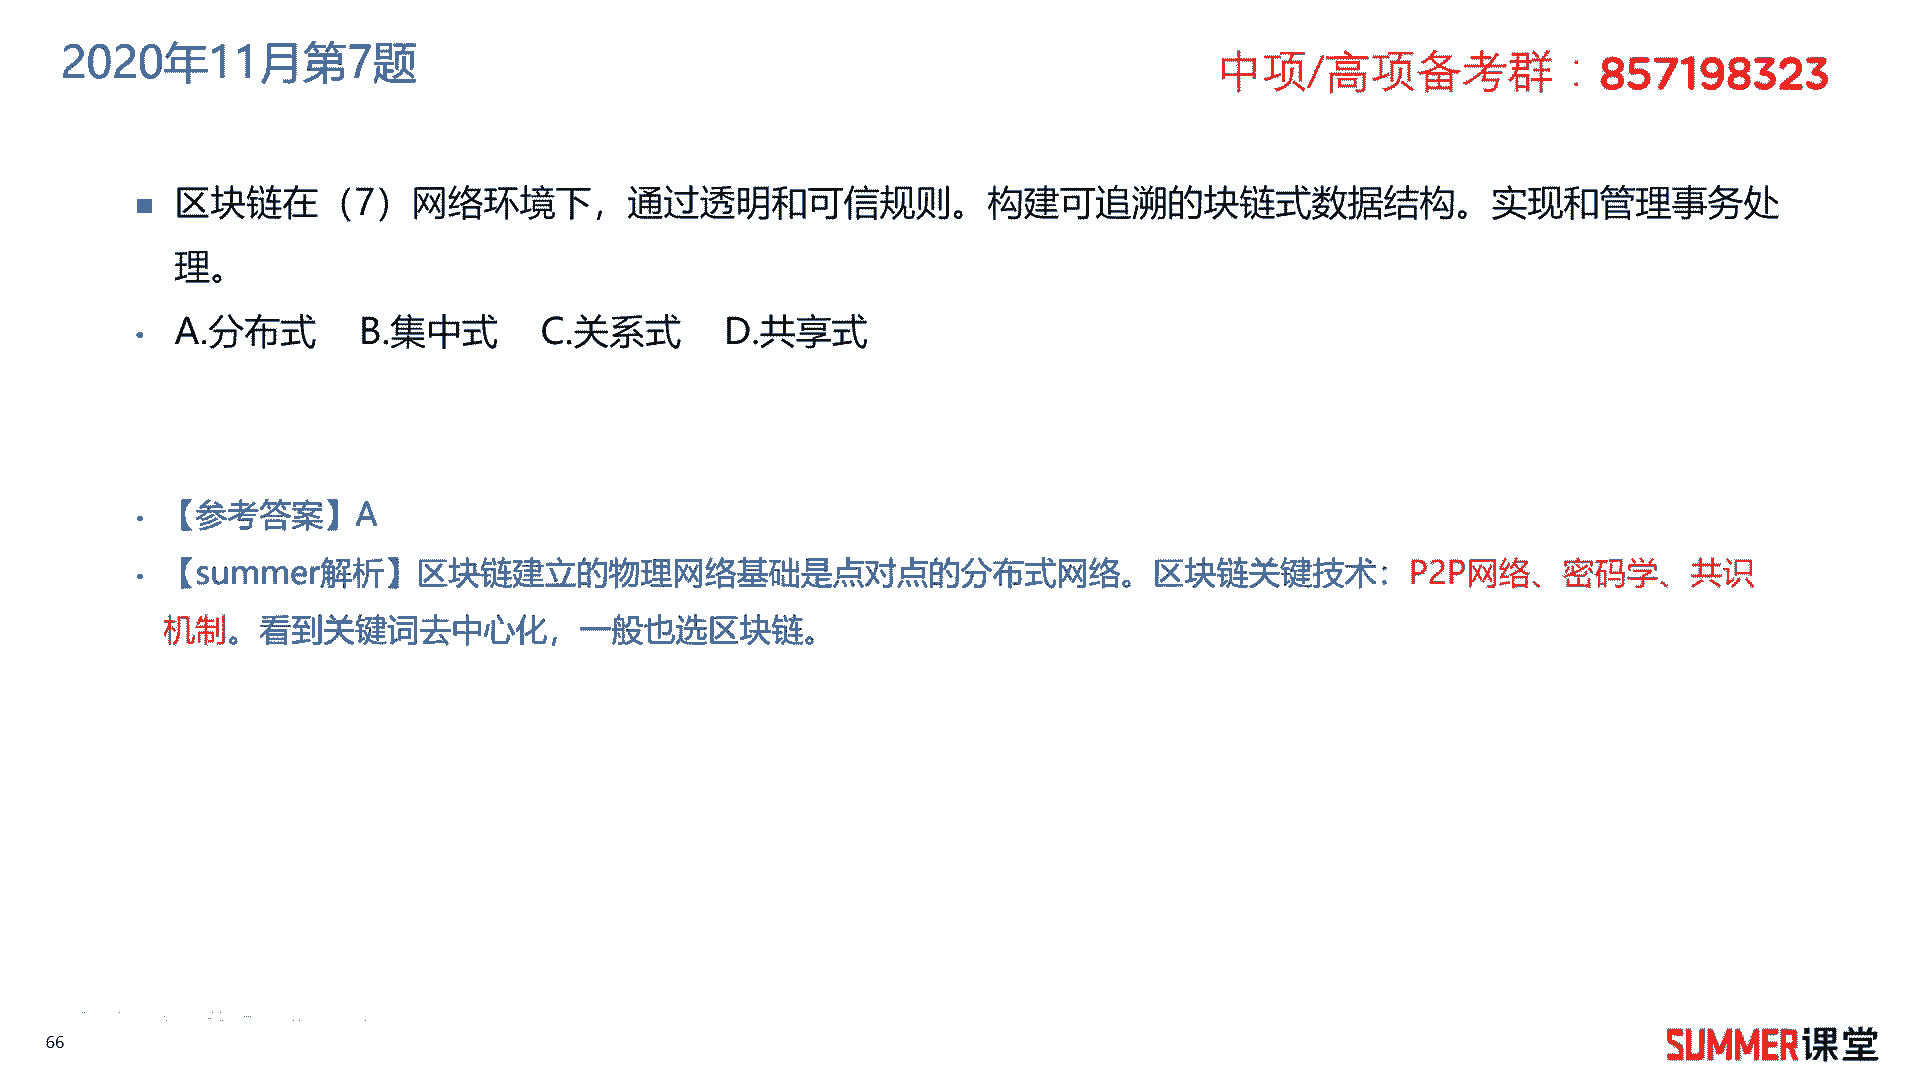 2020年11月第7题
中项/高项备考群：857198323
区块链在（7）网络环境下，通过透明和可信规则。构建可追溯的块链式数据结构。实现和管理事务处
理。
A.分布式 B.集中式 C.关系式 D.共享式
【参考答案】A
【summer解析】区块链建立的物理网络基础是点对点的分布式网络。区块链关键技术：P2P网络、密码学、共识
机制。看到关键词去中心化，一般也选区块链。
66
SUMMER课堂